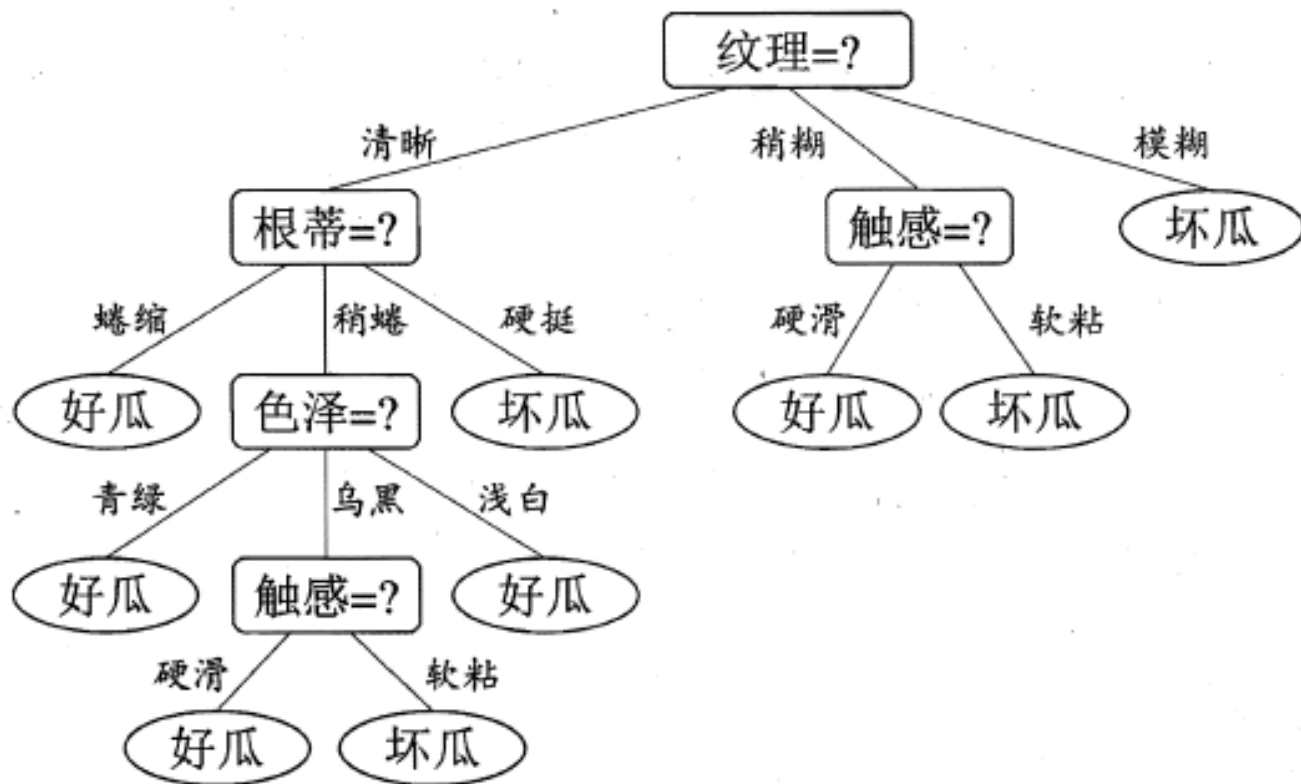 纹理=?
清晰 稍糊 模糊
根蒂=? 触感=? 坏瓜
蜷缩 稍蜷 硬挺 硬滑 软粘
好瓜 色泽=? 坏瓜 好瓜 坏瓜
青绿 乌黑 浅白
好瓜 触感=? 好瓜
硬滑 软粘
好瓜 坏瓜